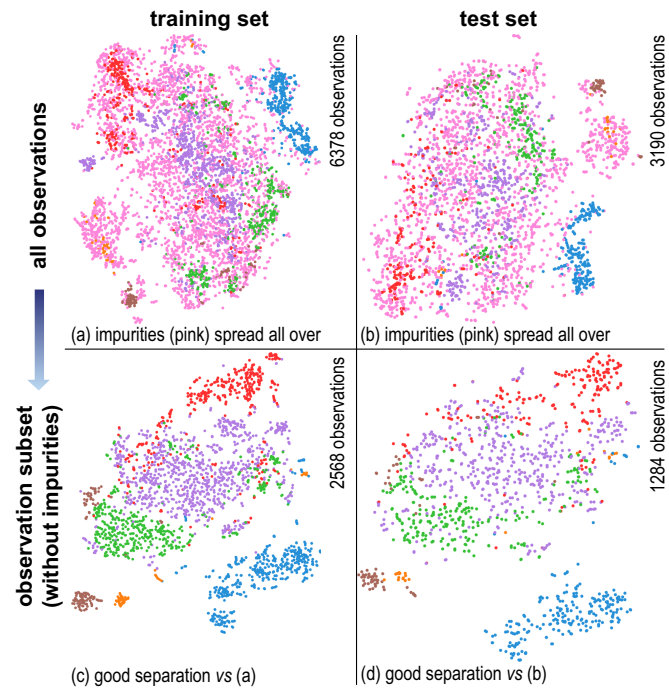 training set
test set
all observations
6378 observations
3190 observations
(a) impurities (pink) spread all over
(b) impurities (pink) spread all over
observation subset
(without impurities)
2568 observations
1284 observations
(c) good separation vs (a)
(d) good separation vs (b)